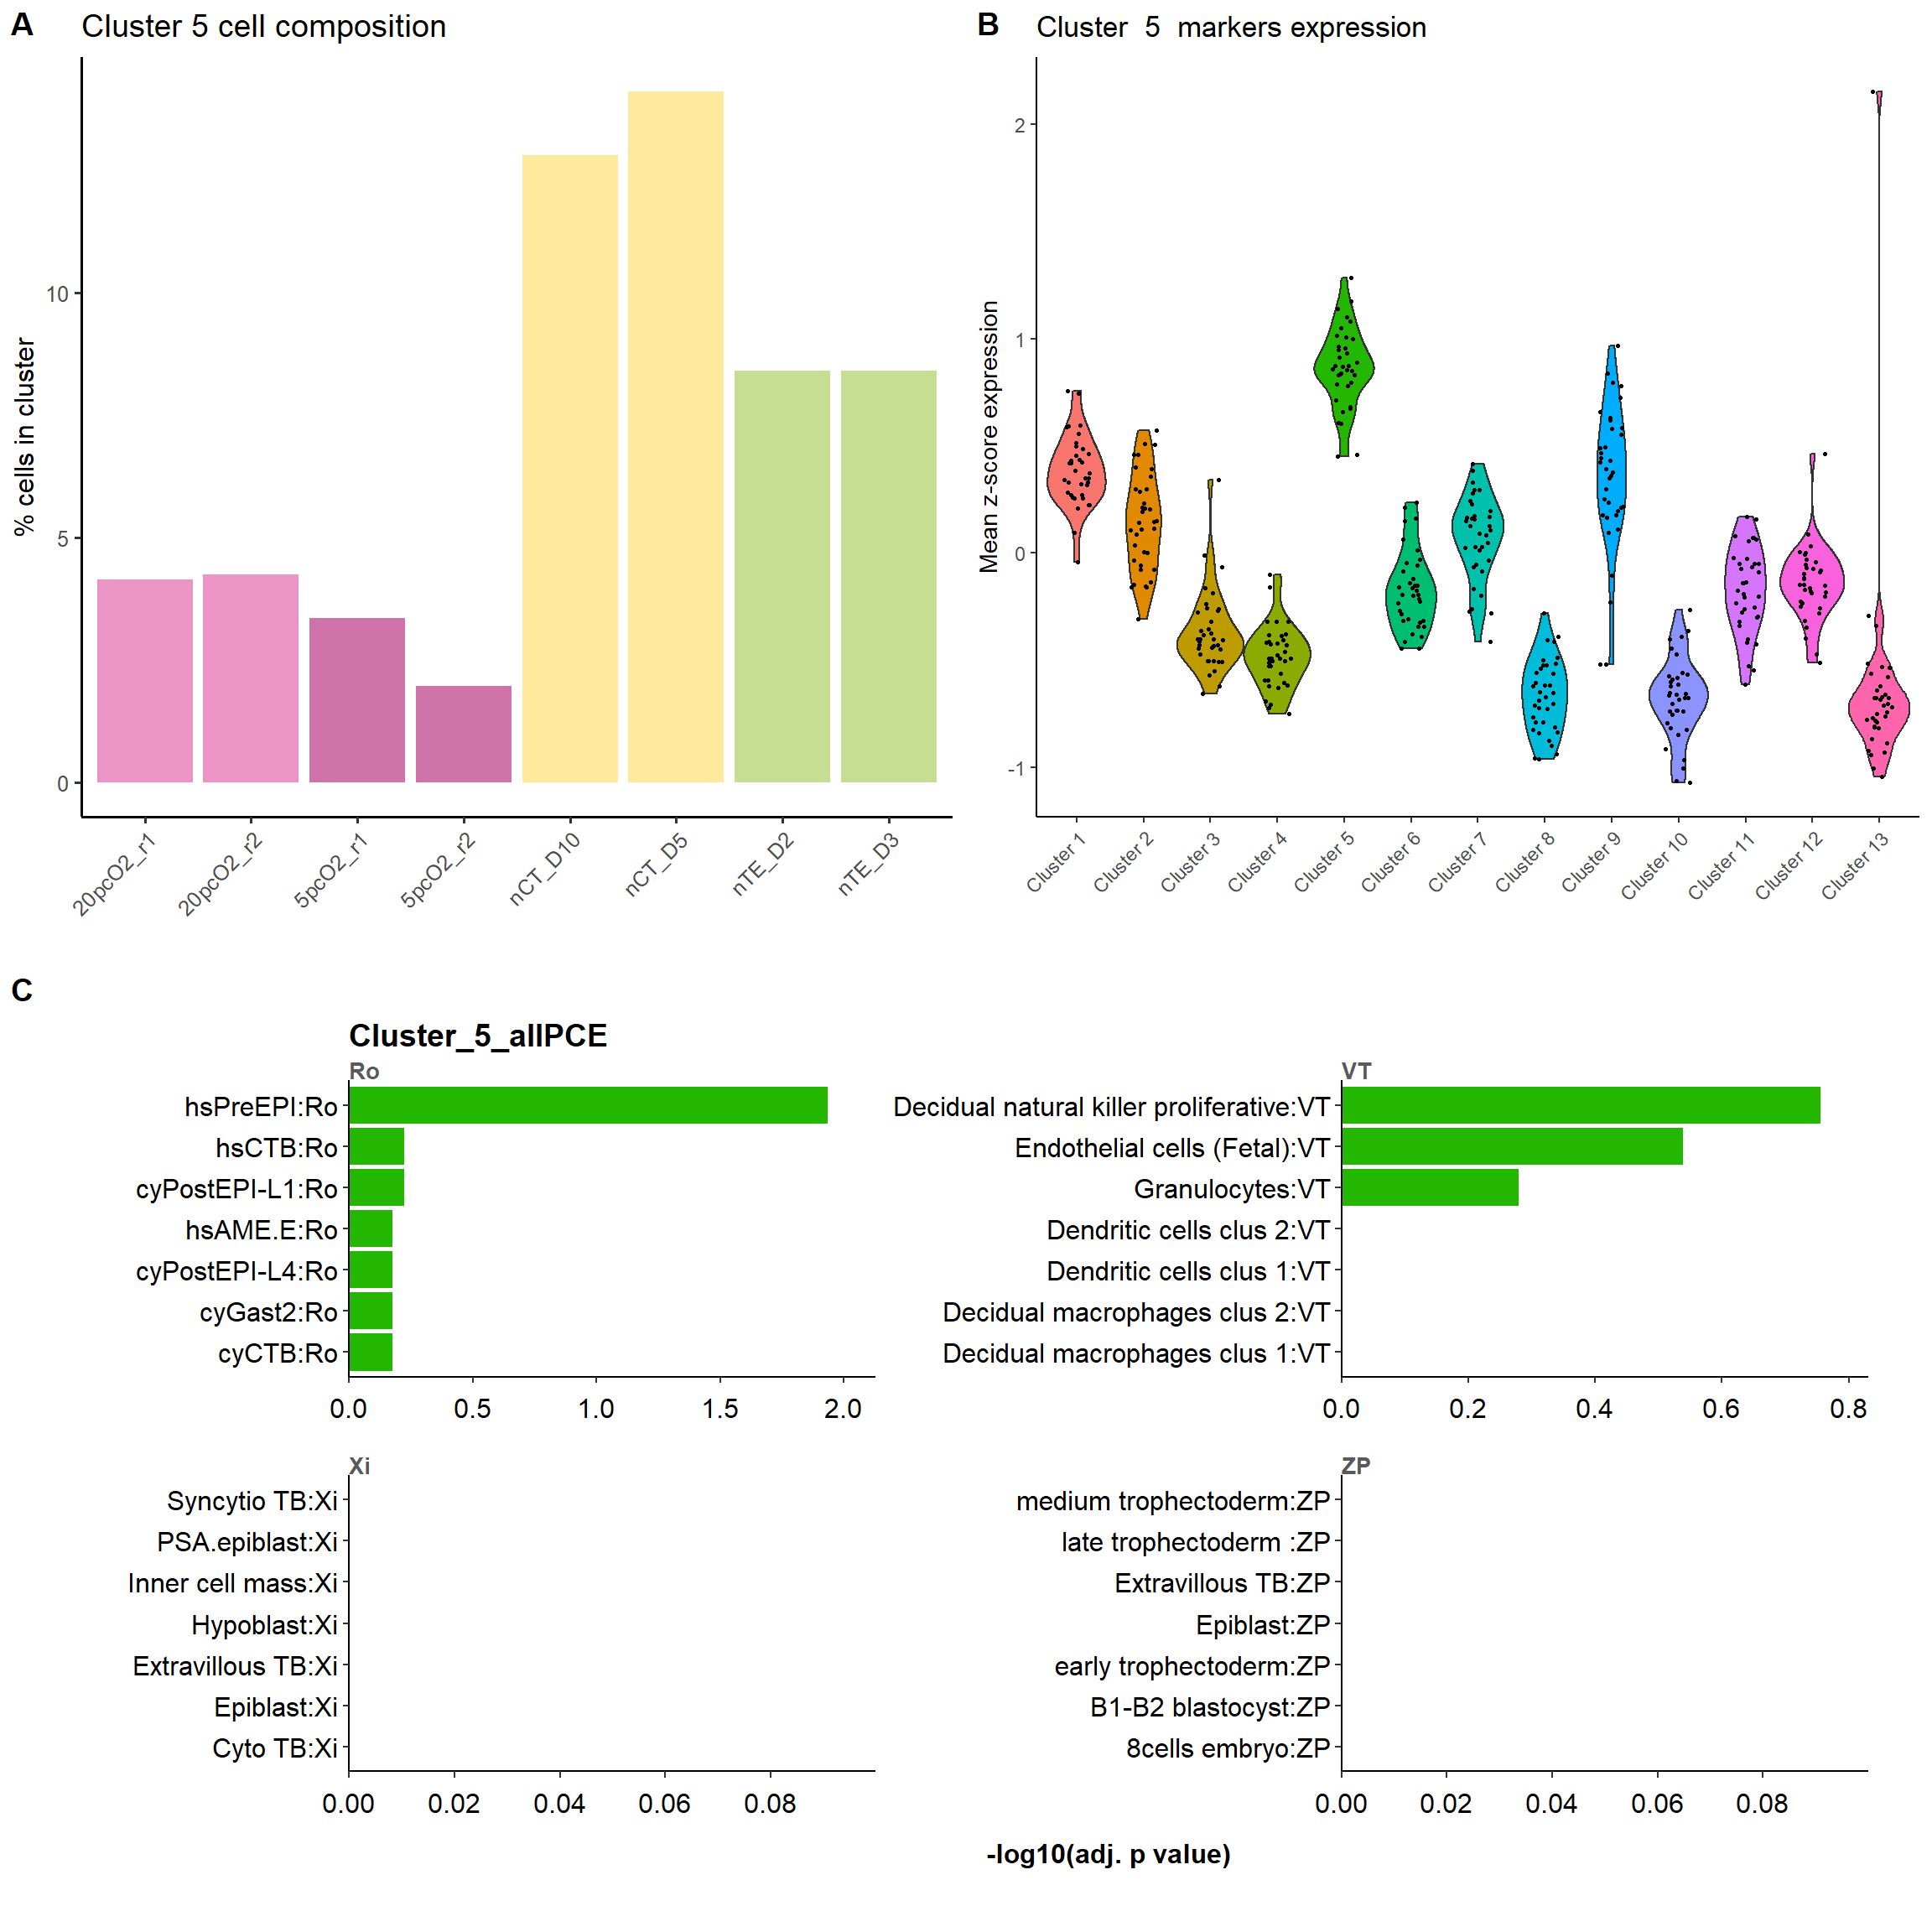 A
Cluster 5 cell composition
% cells in cluster
10
5
0
20pcO2_r1
20pcO2_r2
5pcO2_r1
5pcO2_r2
nCT_D10
nCT_D5
nTE_D2
nTE_D3
B
Cluster 5 markers expression
Mean z-score expression
2
1
0
-1
Cluster 1
Cluster 2
Cluster 3
Cluster 4
Cluster 5
Cluster 6
Cluster 7
Cluster 8
Cluster 9
Cluster 10
Cluster 11
Cluster 12
Cluster 13
C
Cluster_5_allPCE
Ro
hsPreEPI:Ro
hsCTB:Ro
cyPostEPI-L1:Ro
hsAME.E:Ro
cyPostEPI-L4:Ro
cyGast2:Ro
cyCTB:Ro
0.0 0.5 1.0 1.5 2.0
VT
Decidual natural killer proliferative:VT
Endothelial cells (Fetal):VT
Granulocytes:VT
Dendritic cells clus 2:VT
Dendritic cells clus 1:VT
Decidual macrophages clus 2:VT
Decidual macrophages clus 1:VT
0.0 0.2 0.4 0.6 0.8
Xi
Syncytio TB:Xi
PSA.epiblast:Xi
Inner cell mass:Xi
Hypoblast:Xi
Extravillous TB:Xi
Epiblast:Xi
Cyto TB:Xi
0.00 0.02 0.04 0.06 0.08
ZP
medium trophectoderm:ZP
late trophectoderm :ZP
Extravillous TB:ZP
Epiblast:ZP
early trophectoderm:ZP
B1-B2 blastocyst:ZP
8cells embryo:ZP
0.00 0.02 0.04 0.06 0.08
-log10(adj. p value)